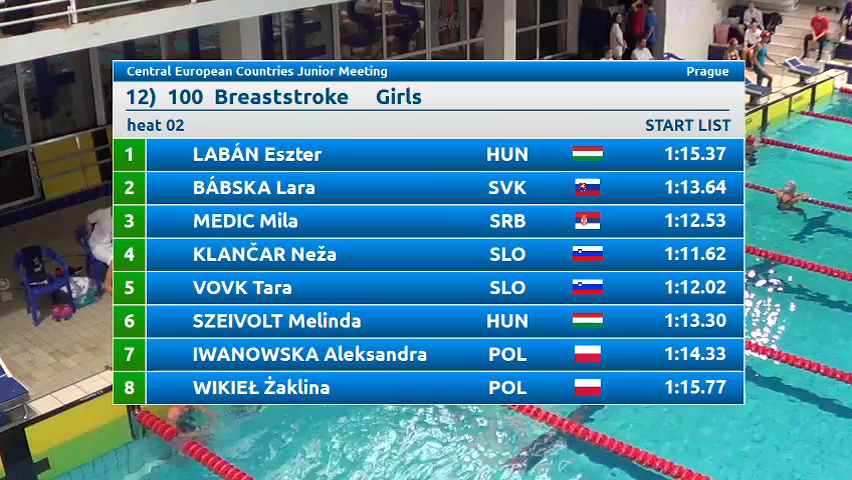 Central European Countries Junior Meeting Prague
12) 100 Breaststroke Girls
heat 02 START LIST
1 LABÁN Eszter HUN 1:15.37
2 BÁBSKA Lara SVK 1:13.64
3 MEDIC Mila SRB 1:12.53
4 KLANČAR Neža SLO 1:11.62
5 VOVK Tara SLO 1:12.02
6 SZEIVOLT Melinda HUN 1:13.30
7 IWANOWSKA Aleksandra POL 1:14.33
8 WIKIEŁ Żaklina POL 1:15.77